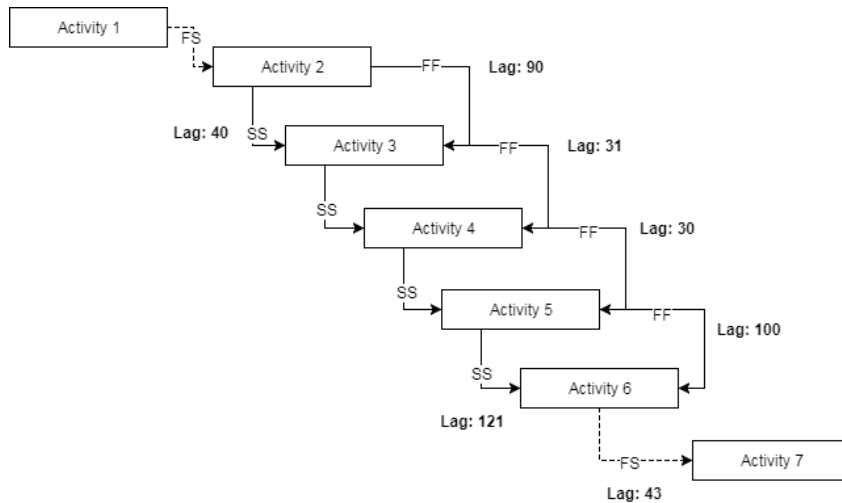 Activity 1
FS
Activity 2
FF
Lag: 90
Lag: 40
SS
Activity 3
FF
Lag: 31
SS
Activity 4
FF
Lag: 30
SS
Activity 5
FF
Lag: 100
SS
Activity 6
Lag: 121
FS
Activity 7
Lag: 43